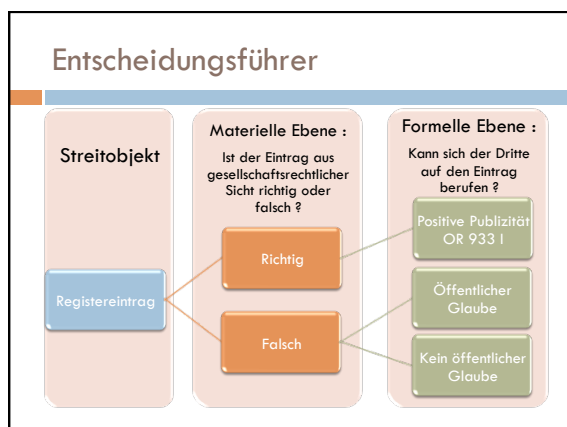 Entscheidungsführer
Streitobjekt
Registereintrag
Materielle Ebene :
Ist der Eintrag aus
gesellschaftsrechtlicher
Sicht richtig oder
falsch ?
Richtig
Falsch
Formelle Ebene :
Kann sich der Dritte
auf den Eintrag
berufen ?
Positive Publizität
OR 933 I
Öffentlicher
Glaube
Kein öffentlicher
Glaube